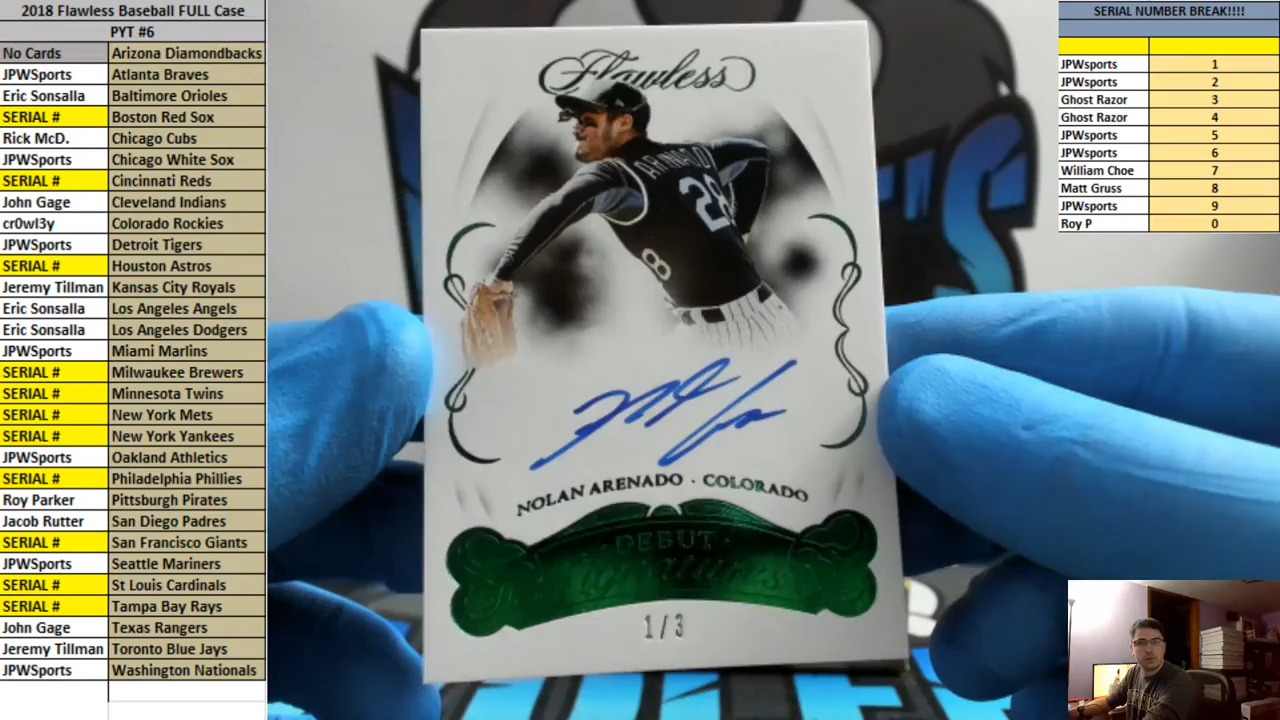 2018 Flawless Baseball FULL Case
PYT #6
No Cards Arizona Diamondbacks
JPWSports Atlanta Braves
Eric Sonsalla Baltimore Orioles
SERIAL # Boston Red Sox
Rick McD. Chicago Cubs
JPWSports Chicago White Sox
SERIAL # Cincinnati Reds
John Gage Cleveland Indians
cr0wl3y Colorado Rockies
JPWSports Detroit Tigers
SERIAL # Houston Astros
Jeremy Tillman Kansas City Royals
Eric Sonsalla Los Angeles Angels
Eric Sonsalla Los Angeles Dodgers
JPWSports Miami Marlins
SERIAL # Milwaukee Brewers
SERIAL # Minnesota Twins
SERIAL # New York Mets
SERIAL # New York Yankees
JPWSports Oakland Athletics
SERIAL # Philadelphia Phillies
Roy Parker Pittsburgh Pirates
Jacob Rutter San Diego Padres
SERIAL # San Francisco Giants
JPWSports Seattle Mariners
SERIAL # St Louis Cardinals
SERIAL # Tampa Bay Rays
John Gage Texas Rangers
Jeremy Tillman Toronto Blue Jays
JPWSports Washington Nationals
Flawless
ARENADO
28
8
NOLAN ARENADO · COLORADO
· DEBUT ·
Signatures
1/3
SERIAL NUMBER BREAK!!!!
JPWsports 1
JPWsports 2
Ghost Razor 3
Ghost Razor 4
JPWsports 5
JPWsports 6
William Choe 7
Matt Gruss 8
JPWsports 9
Roy P 0